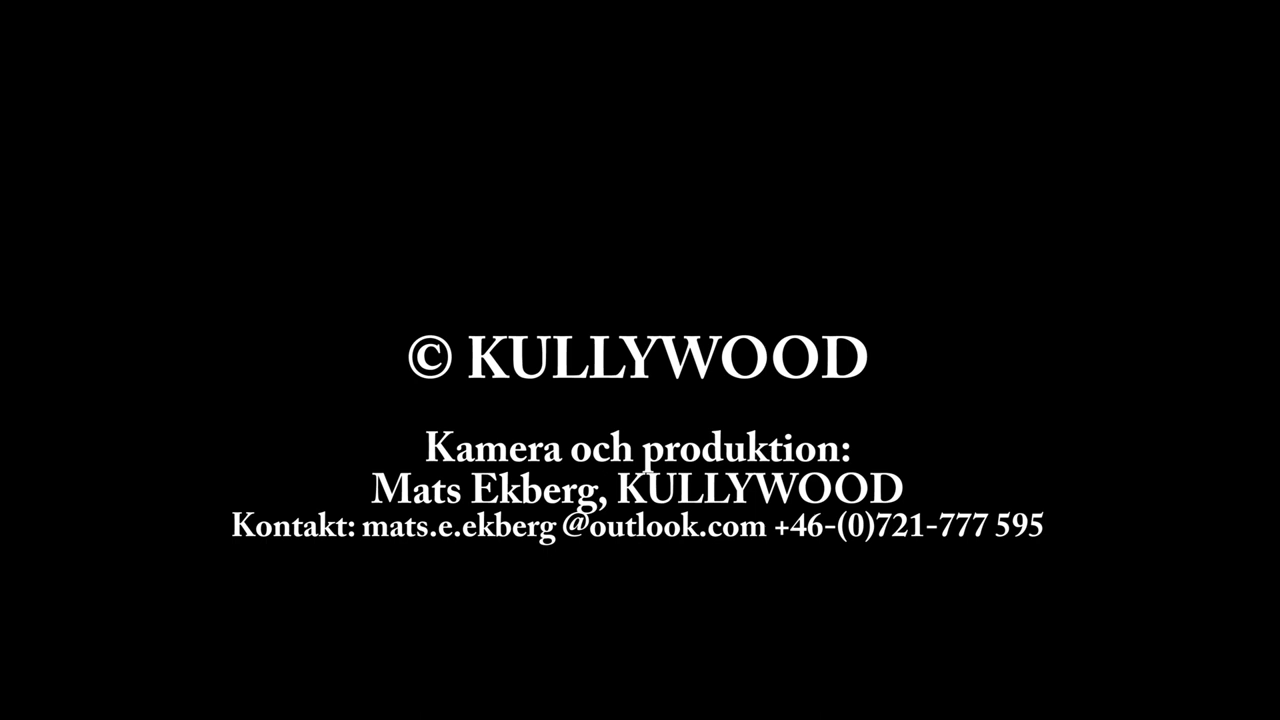 © KULLYWOOD
Kamera och produktion:
Mats Ekberg, KULLYWOOD
Kontakt: mats.e.ekberg @outlook.com +46-(0)721-777 595